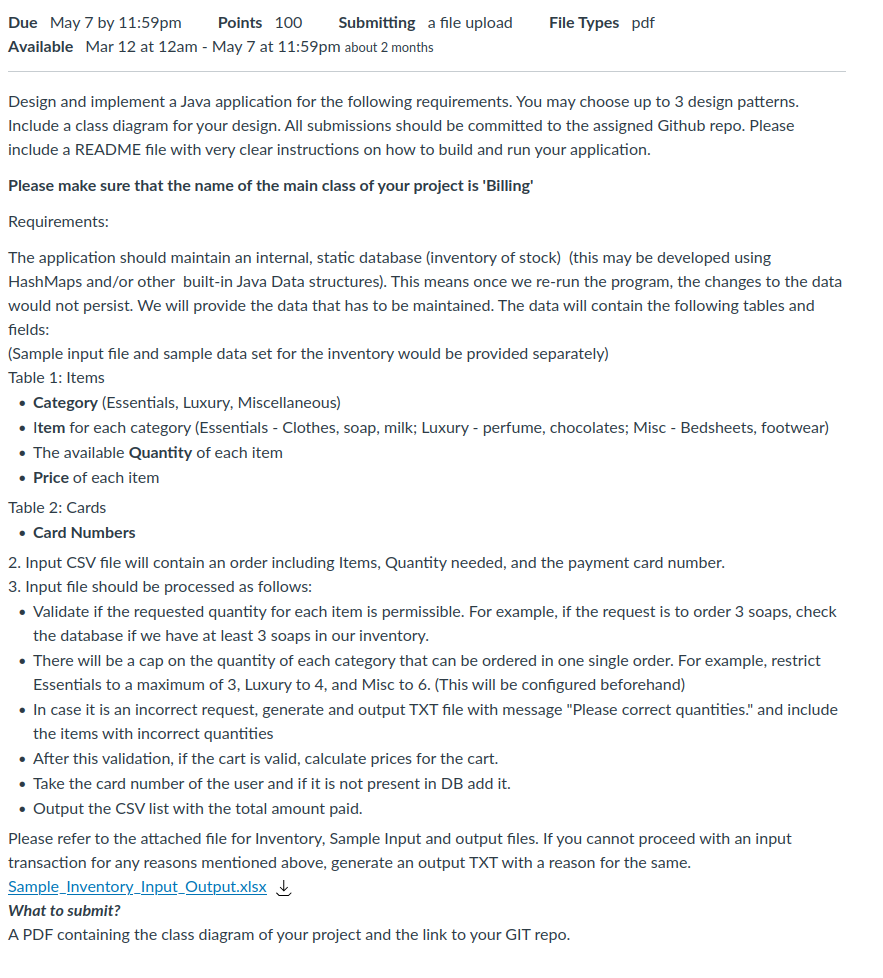 Due May 7 by 11:59pm Points 100 Submitting a file upload File Types pdf
Available Mar 12 at 12am - May 7 at 11:59pm about 2 months
Design and implement a Java application for the following requirements. You may choose up to 3 design patterns.
Include a class diagram for your design. All submissions should be committed to the assigned Github repo. Please
include a README file with very clear instructions on how to build and run your application.
Please make sure that the name of the main class of your project is 'Billing'
Requirements:
The application should maintain an internal, static database (inventory of stock) (this may be developed using
HashMaps and/or other built-in Java Data structures). This means once we re-run the program, the changes to the data
would not persist. We will provide the data that has to be maintained. The data will contain the following tables and
fields:
(Sample input file and sample data set for the inventory would be provided separately)
Table 1: Items
• Category (Essentials, Luxury, Miscellaneous)
• Item for each category (Essentials - Clothes, soap, milk; Luxury - perfume, chocolates; Misc - Bedsheets, footwear)
• The available Quantity of each item
• Price of each item
Table 2: Cards
• Card Numbers
2. Input CSV file will contain an order including Items, Quantity needed, and the payment card number.
3. Input file should be processed as follows:
• Validate if the requested quantity for each item is permissible. For example, if the request is to order 3 soaps, check
the database if we have at least 3 soaps in our inventory.
• There will be a cap on the quantity of each category that can be ordered in one single order. For example, restrict
Essentials to a maximum of 3, Luxury to 4, and Misc to 6. (This will be configured beforehand)
• In case it is an incorrect request, generate and output TXT file with message "Please correct quantities." and include
the items with incorrect quantities
• After this validation, if the cart is valid, calculate prices for the cart.
• Take the card number of the user and if it is not present in DB add it.
• Output the CSV list with the total amount paid.
Please refer to the attached file for Inventory, Sample Input and output files. If you cannot proceed with an input
transaction for any reasons mentioned above, generate an output TXT with a reason for the same.
Sample_Inventory_Input_Output.xlsx
What to submit?
A PDF containing the class diagram of your project and the link to your GIT repo.